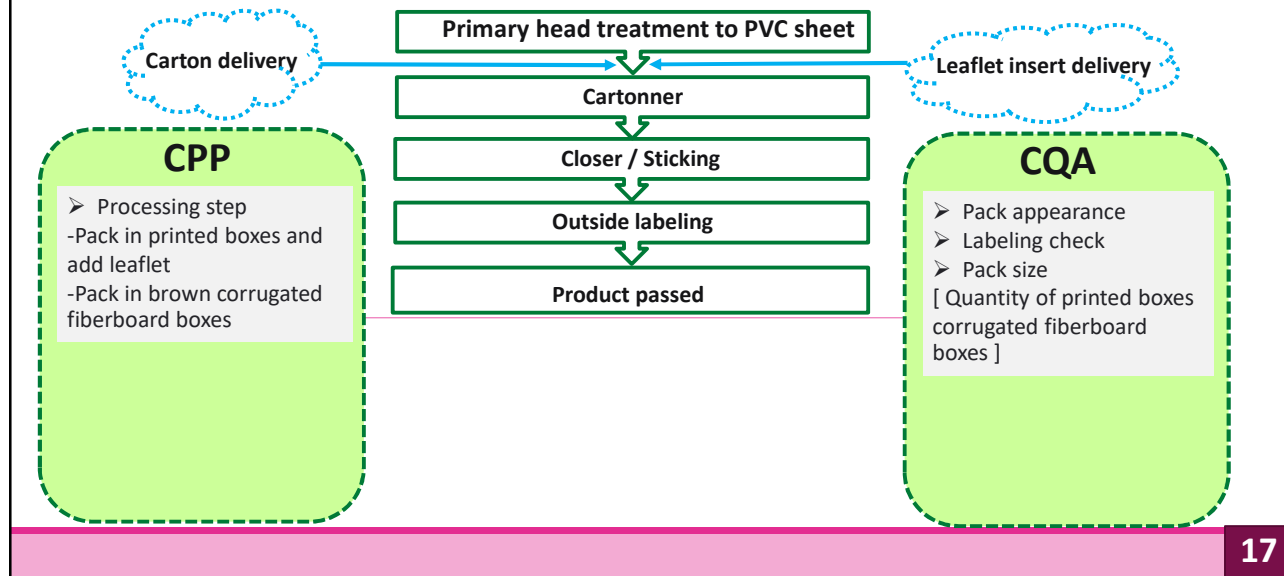 Primary head treatment to PVC sheet
Carton delivery
Leaflet insert delivery
Cartonner
Closer / Sticking
Outside labeling
Product passed
CPP
➢ Processing step
-Pack in printed boxes and
add leaflet
-Pack in brown corrugated
fiberboard boxes
CQA
➢ Pack appearance
➢ Labeling check
➢ Pack size
[ Quantity of printed boxes
corrugated fiberboard
boxes ]
17